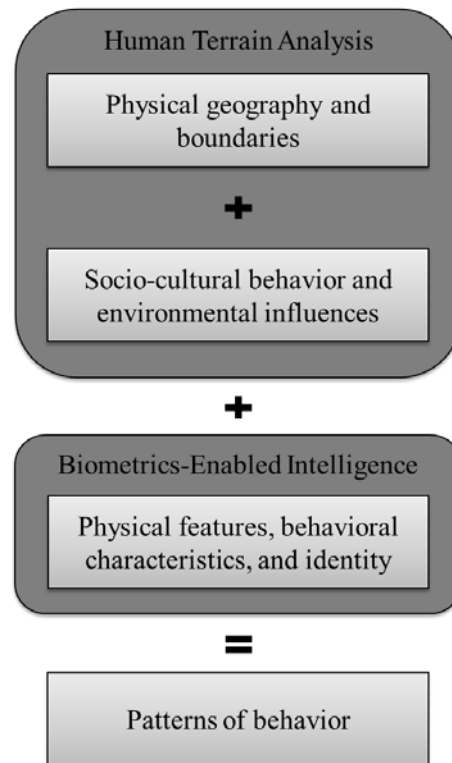 Human Terrain Analysis
Physical geography and
boundaries
+
Socio-cultural behavior and
environmental influences
+
Biometrics-Enabled Intelligence
Physical features, behavioral
characteristics, and identity
=
Patterns of behavior